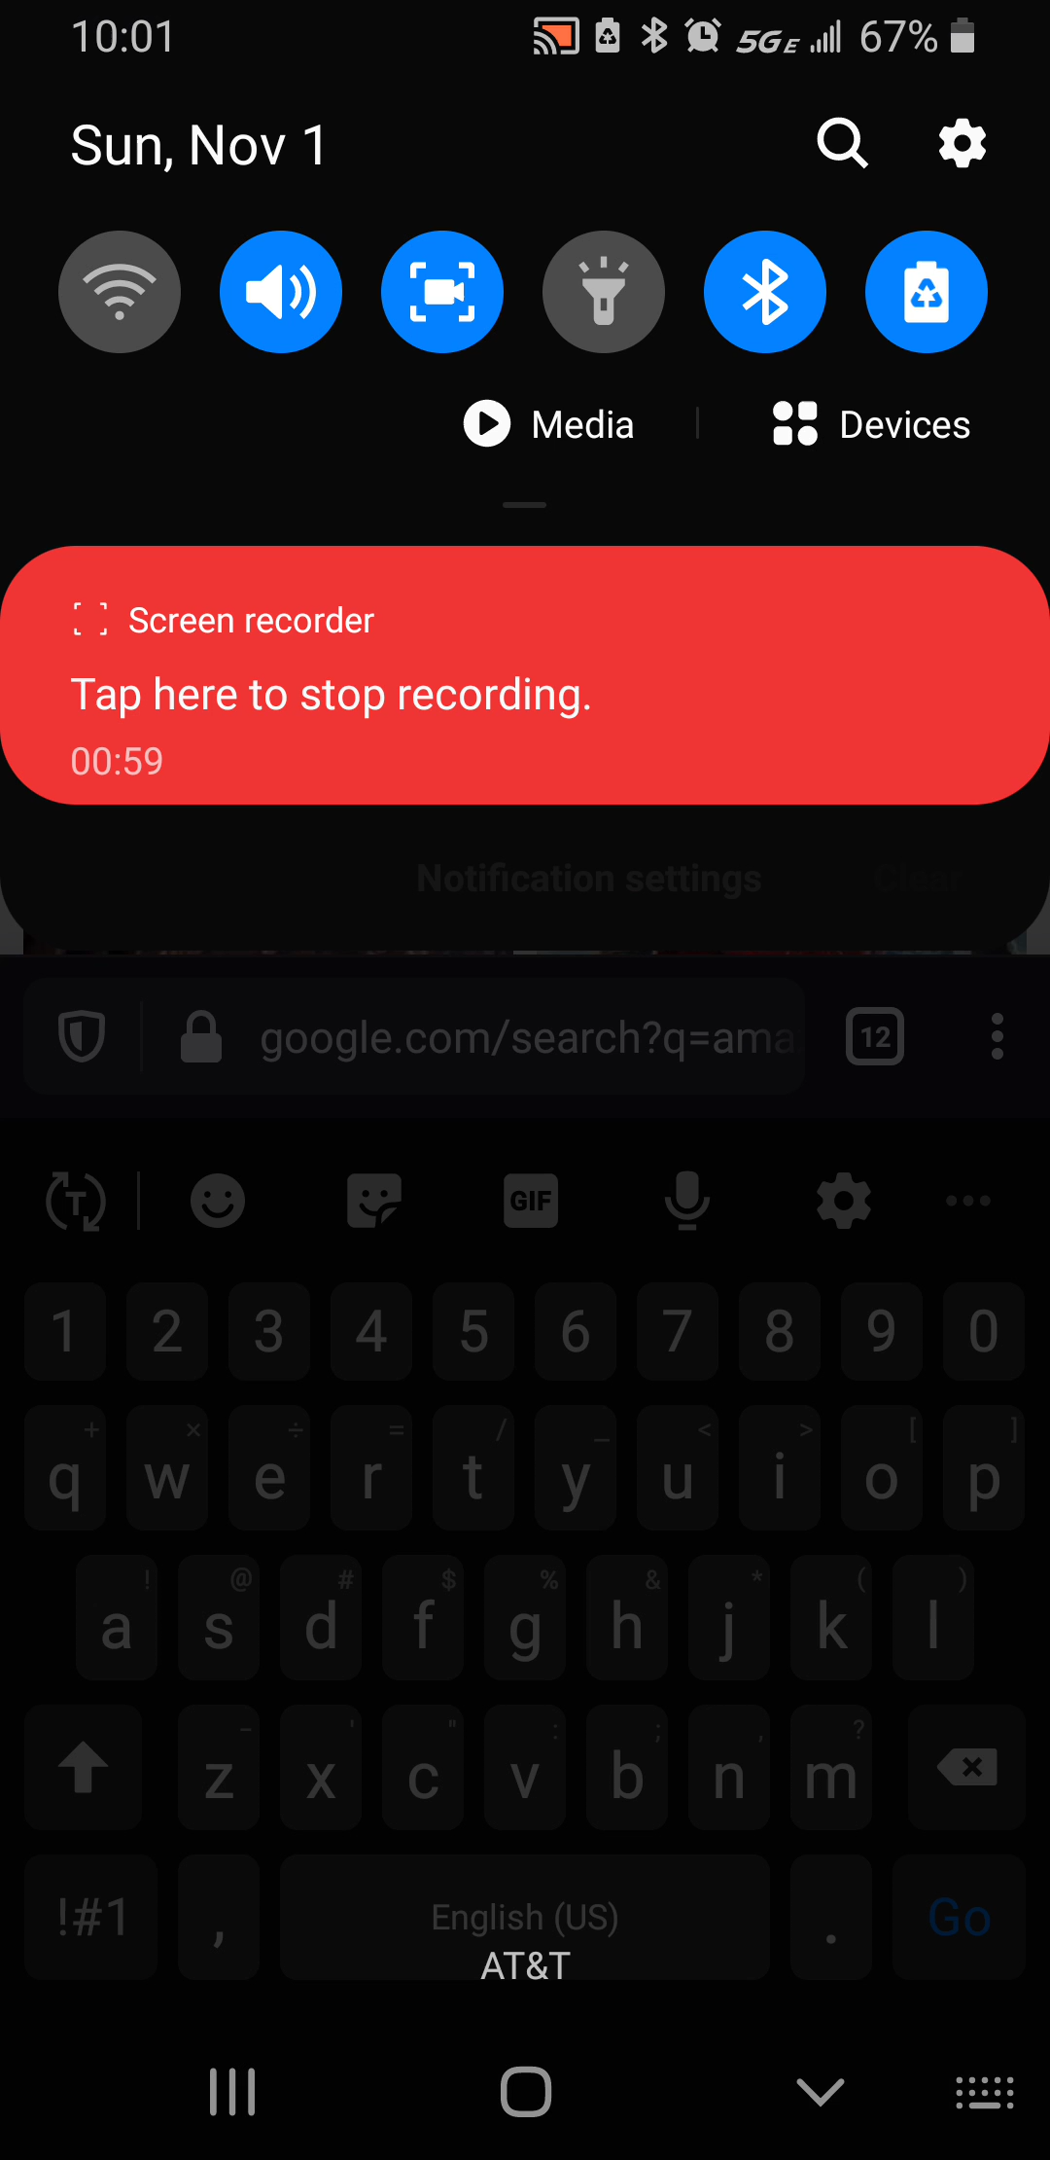 10:01 5G E 67%
Sun, Nov 1
Media Devices
Screen recorder
Tap here to stop recording.
00:59
Notification settings Clear
google.com/search?q=ama 12
T GIF
1 2 3 4 5 6 7 8 9 0
+ × ÷ = / _ < > [ ]
q w e r t y u i o p
! @ # $ % & * ( )
a s d f g h j k l
- ' " : ; , ?
z x c v b n m
!#1 , English (US) . Go
AT&T